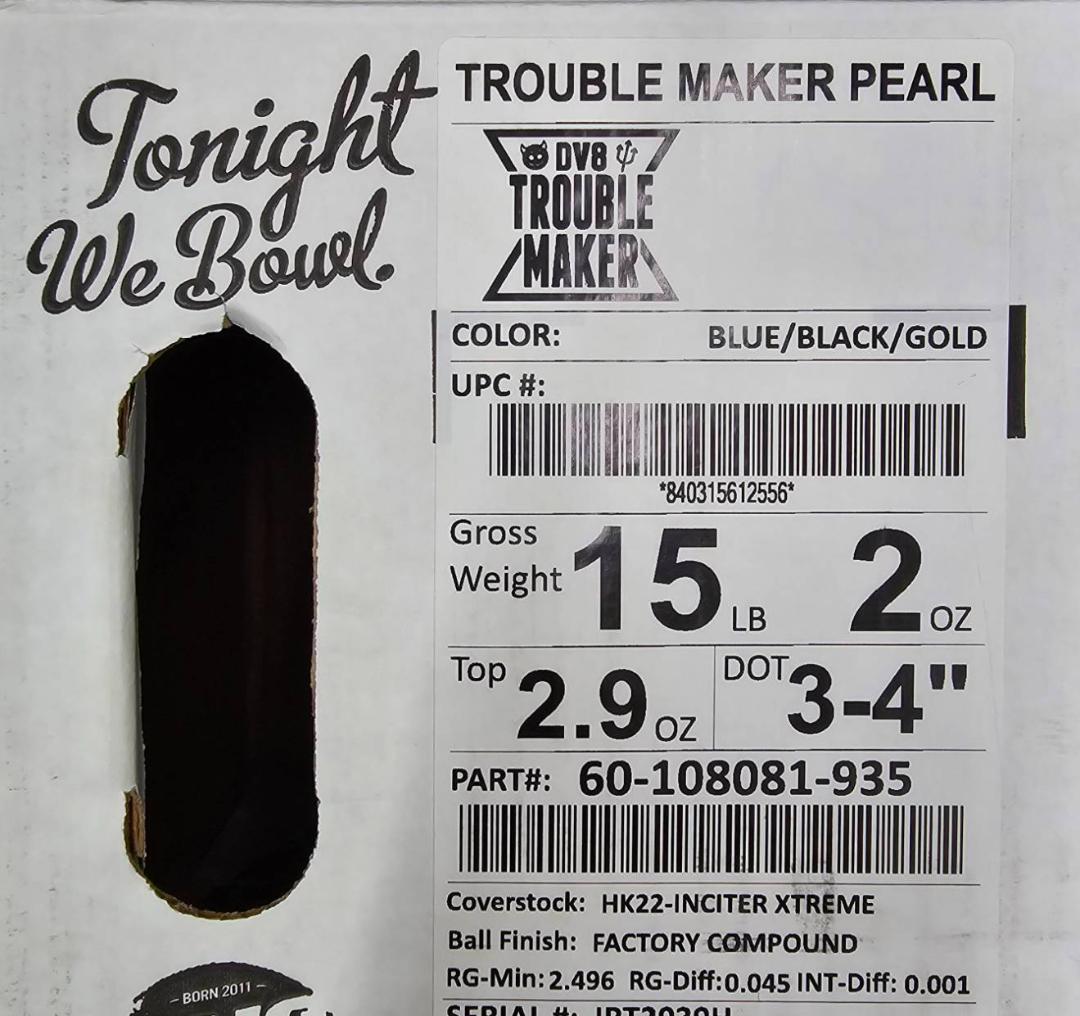 Tonight
We Bowl.
TROUBLE MAKER PEARL
DV8
TROUBLE
MAKER
COLOR: BLUE/BLACK/GOLD
UPC #:
*840315612556*
Gross
Weight 15 LB 2 OZ
Top 2.9 OZ DOT 3-4"
PART#: 60-108081-935
Coverstock: HK22-INCITER XTREME
Ball Finish: FACTORY COMPOUND
RG-Min: 2.496 RG-Diff: 0.045 INT-Diff: 0.001
SERIAL #:
– BORN 2011 –